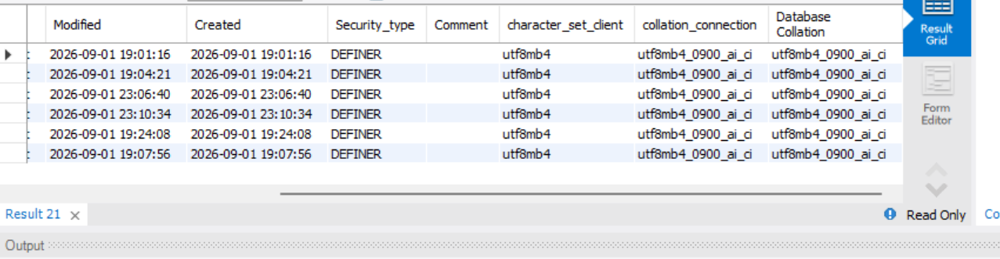 Modified Created Security_type Comment character_set_client collation_connection Database Collation
2026-09-01 19:01:16 2026-09-01 19:01:16 DEFINER utf8mb4 utf8mb4_0900_ai_ci utf8mb4_0900_ai_ci
2026-09-01 19:04:21 2026-09-01 19:04:21 DEFINER utf8mb4 utf8mb4_0900_ai_ci utf8mb4_0900_ai_ci
2026-09-01 23:06:40 2026-09-01 23:06:40 DEFINER utf8mb4 utf8mb4_0900_ai_ci utf8mb4_0900_ai_ci
2026-09-01 23:10:34 2026-09-01 23:10:34 DEFINER utf8mb4 utf8mb4_0900_ai_ci utf8mb4_0900_ai_ci
2026-09-01 19:24:08 2026-09-01 19:24:08 DEFINER utf8mb4 utf8mb4_0900_ai_ci utf8mb4_0900_ai_ci
2026-09-01 19:07:56 2026-09-01 19:07:56 DEFINER utf8mb4 utf8mb4_0900_ai_ci utf8mb4_0900_ai_ci
Result
Grid
Form
Editor
Result 21 Read Only Co
Output